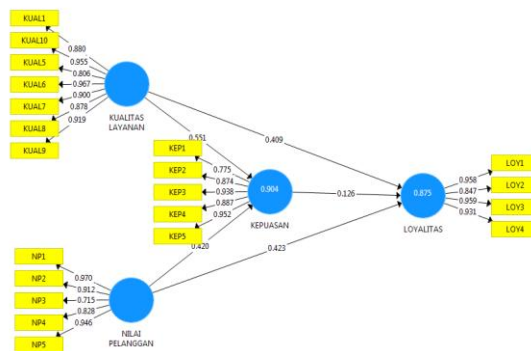 KUAL1
KUAL10
KUAL5
KUAL6
KUAL7
KUAL8
KUAL9
0.880
0.955
0.806
0.967
0.900
0.878
0.919
KUALITAS
LAYANAN
0.551
0.409
KEP1
KEP2
KEP3
KEP4
KEP5
0.775
0.874
0.938
0.887
0.952
0.904
KEPUASAN
0.126
0.875
LOYALITAS
0.958
0.847
0.959
0.931
LOY1
LOY2
LOY3
LOY4
0.420
0.423
NP1
NP2
NP3
NP4
NP5
0.970
0.912
0.715
0.828
0.946
NILAI
PELANGGAN